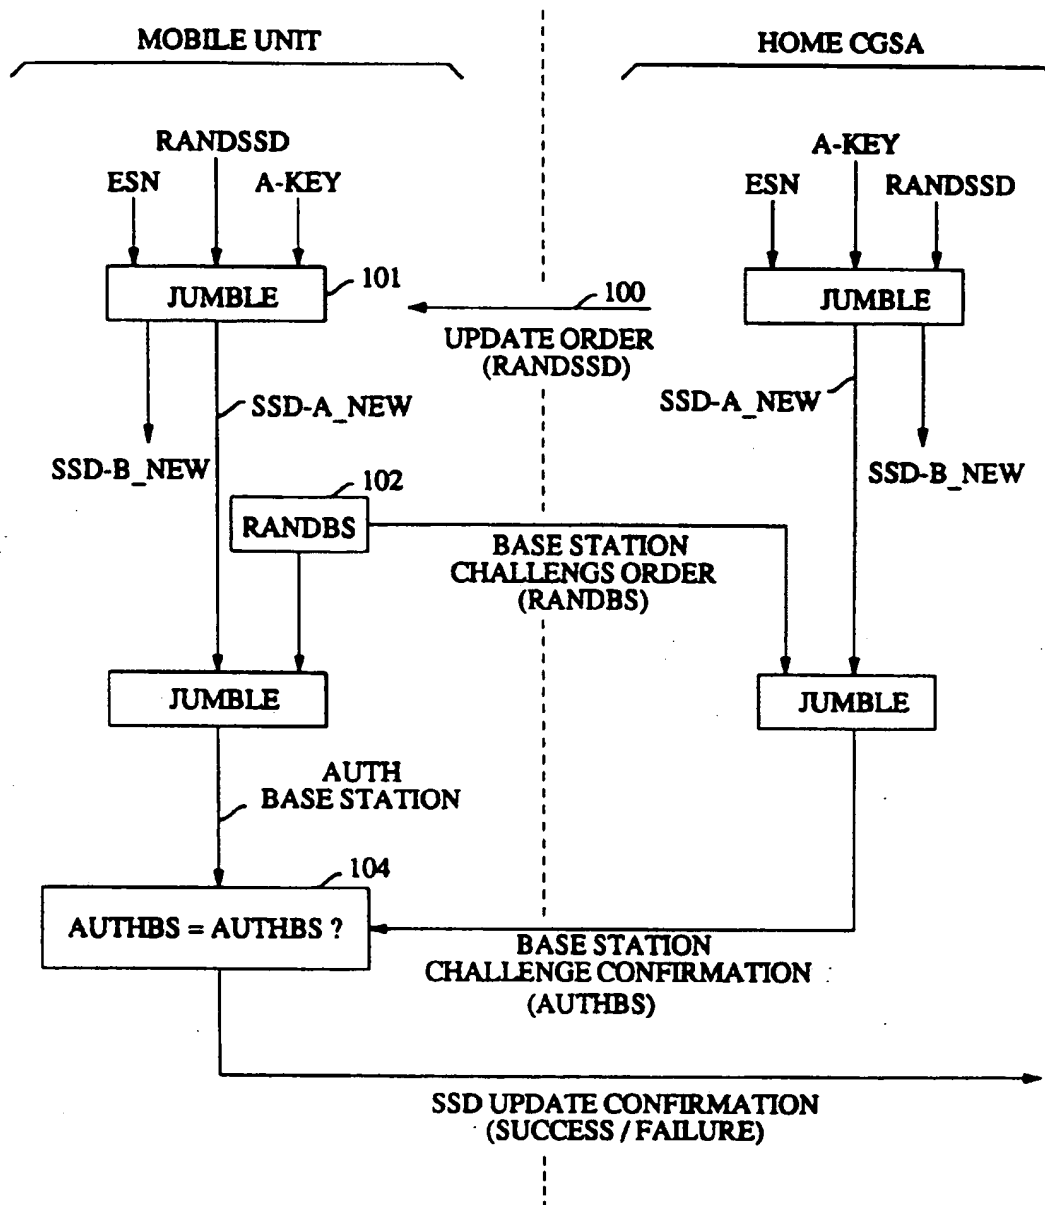 MOBILE UNIT
HOME CGSA
RANDSSD
ESN
A-KEY
A-KEY
ESN
RANDSSD
JUMBLE
101
JUMBLE
100
UPDATE ORDER
(RANDSSD)
SSD-A_NEW
SSD-A_NEW
SSD-B_NEW
SSD-B_NEW
102
RANDBS
BASE STATION
CHALLENGS ORDER
(RANDBS)
JUMBLE
JUMBLE
AUTH
BASE STATION
104
AUTHBS = AUTHBS ?
BASE STATION
CHALLENGE CONFIRMATION
(AUTHBS)
SSD UPDATE CONFIRMATION
(SUCCESS / FAILURE)